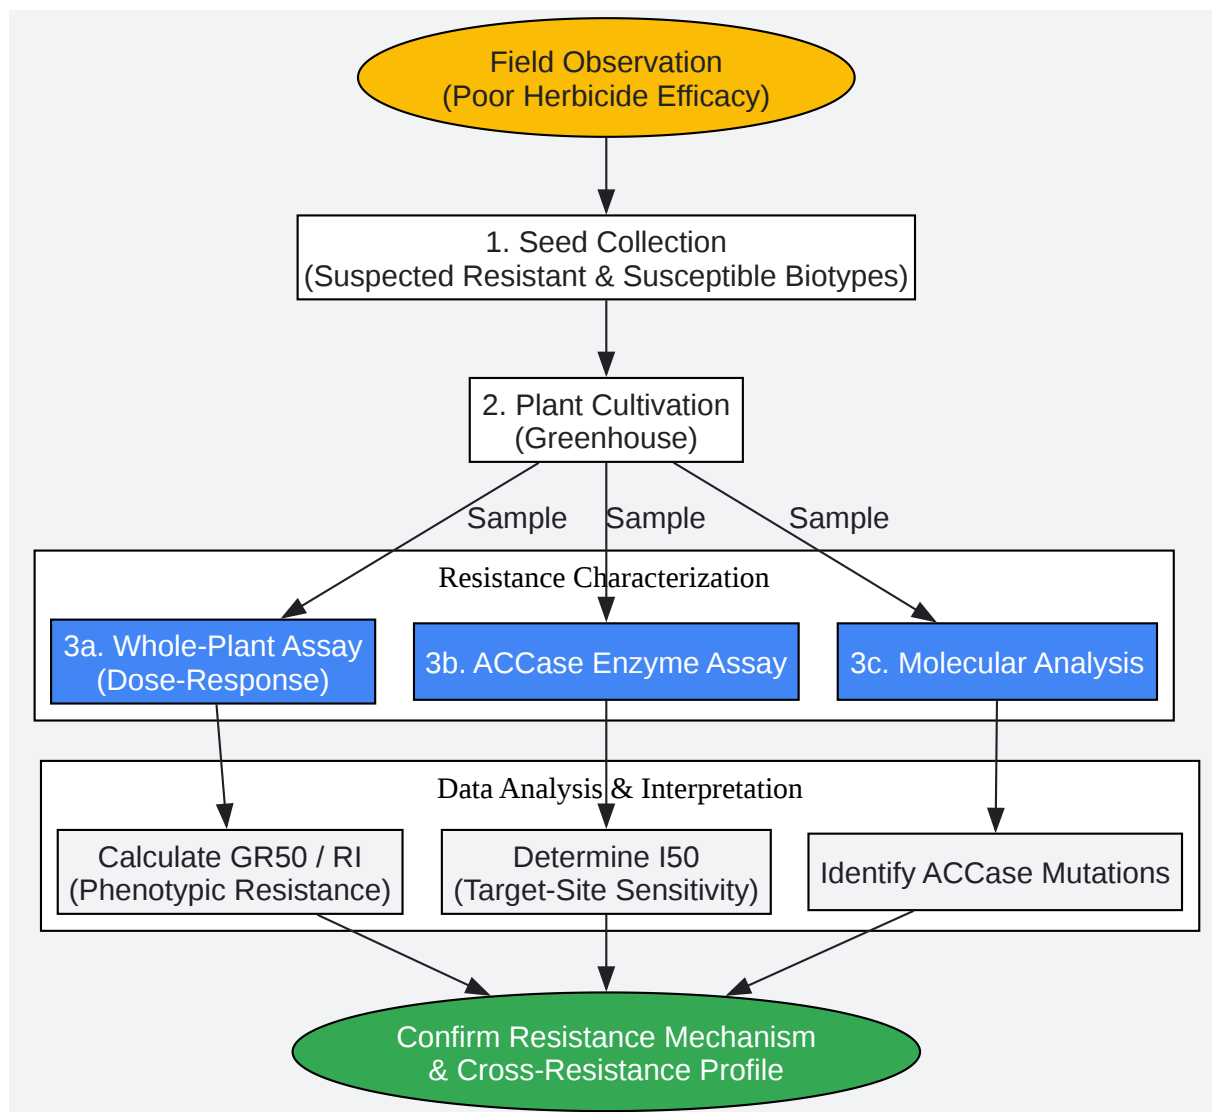 Field Observation
(Poor Herbicide Efficacy)
1. Seed Collection
(Suspected Resistant & Susceptible Biotypes)
2. Plant Cultivation
(Greenhouse)
Sample
Sample
Sample
Resistance Characterization
3a. Whole-Plant Assay
(Dose-Response)
3b. ACCase Enzyme Assay
3c. Molecular Analysis
Data Analysis & Interpretation
Calculate GR50 / RI
(Phenotypic Resistance)
Determine I50
(Target-Site Sensitivity)
Identify ACCase Mutations
Confirm Resistance Mechanism
& Cross-Resistance Profile